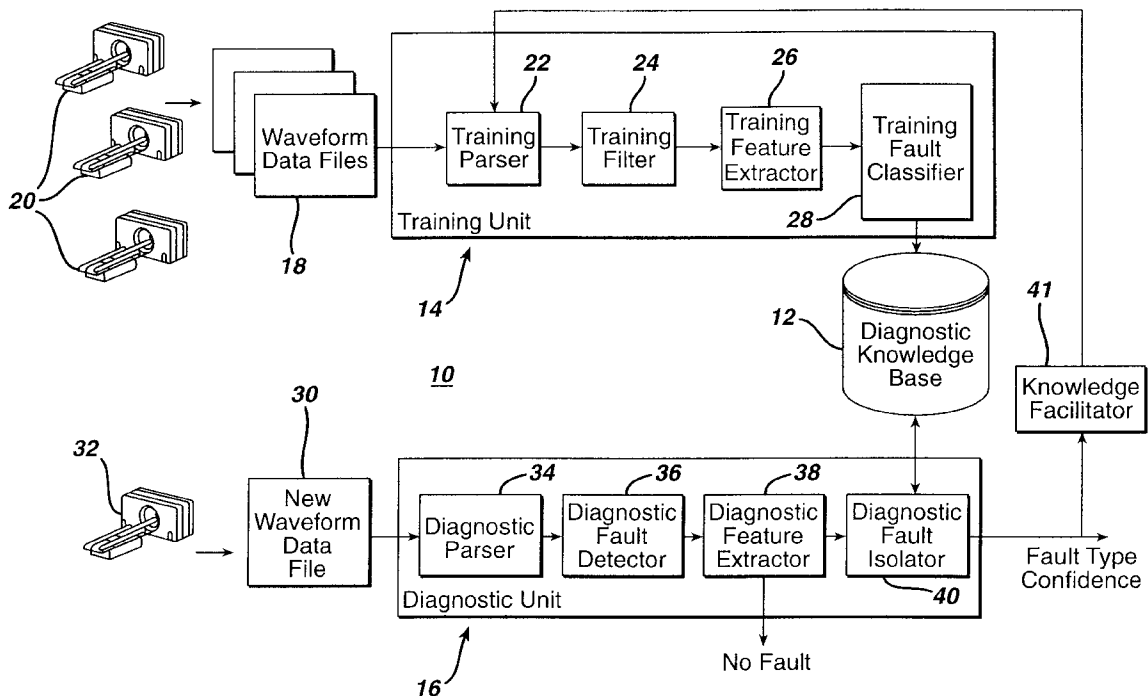 20
Waveform
Data Files
18
22
Training
Parser
24
Training
Filter
26
Training
Feature
Extractor
Training
Fault
Classifier
28
Training Unit
14
12
Diagnostic
Knowledge
Base
41
Knowledge
Facilitator
10
32
30
New
Waveform
Data
File
34
Diagnostic
Parser
36
Diagnostic
Fault
Detector
38
Diagnostic
Feature
Extractor
Diagnostic
Fault
Isolator
40
Diagnostic Unit
16
Fault Type
Confidence
No Fault